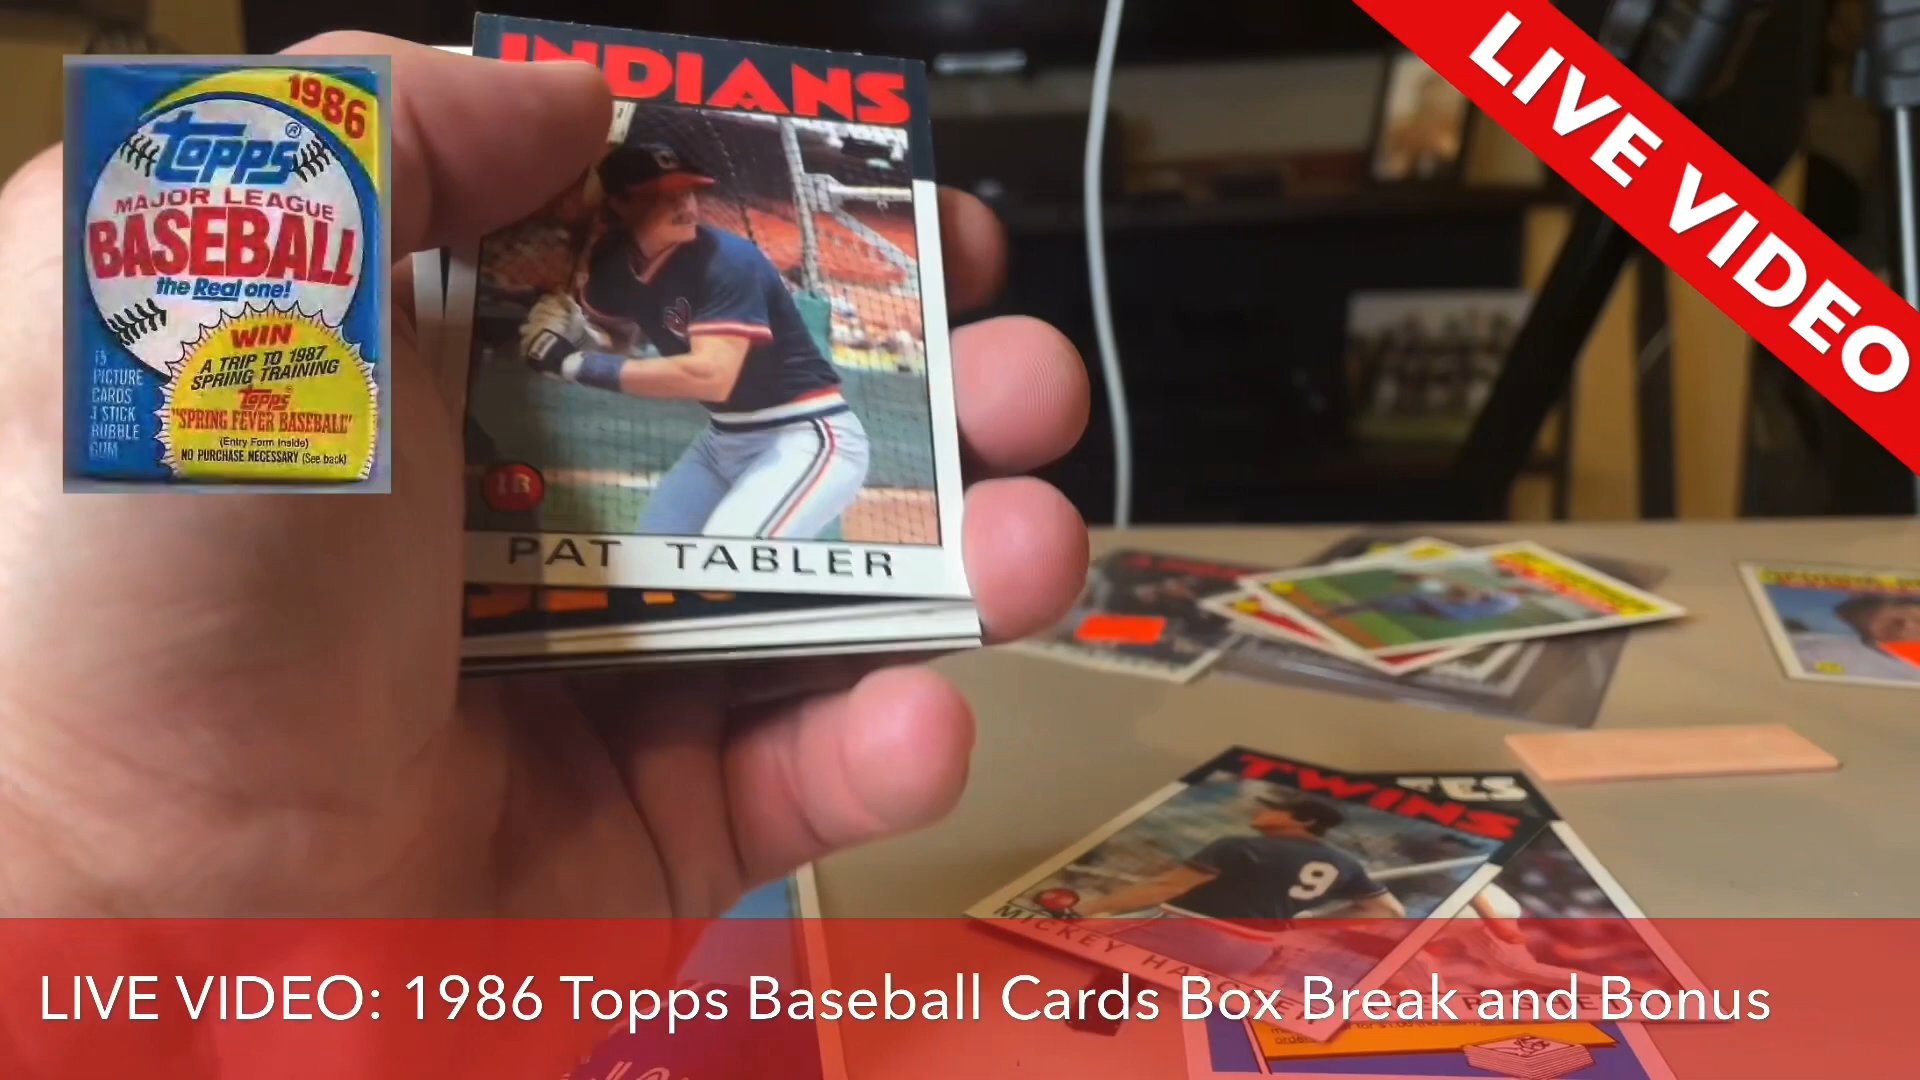 LIVE VIDEO
1986
topps®
MAJOR LEAGUE
BASEBALL
the Real one!
WIN
A TRIP TO 1987
SPRING TRAINING
topps®
"SPRING FEVER BASEBALL"
(Entry Form Inside)
NO PURCHASE NECESSARY (See back)
15
PICTURE
CARDS
1 STICK
BUBBLE
GUM
INDIANS
1B
PAT TABLER
TWINS
9
MICKEY
LIVE VIDEO: 1986 Topps Baseball Cards Box Break and Bonus